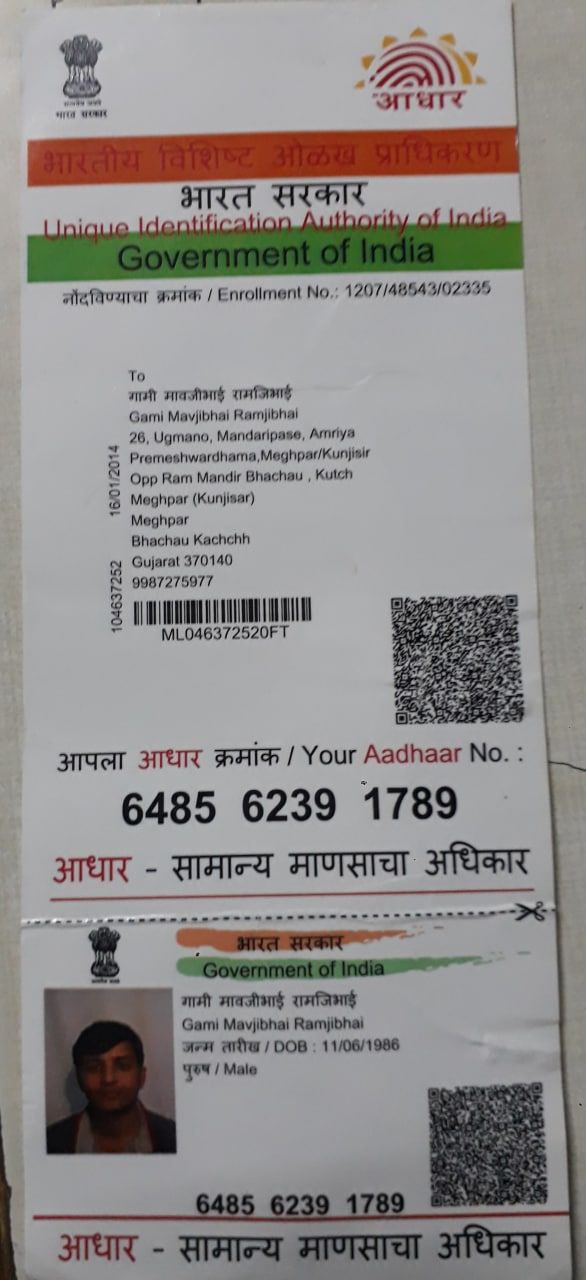 भारत सरकार
आधार
भारतीय विशिष्ट ओळख प्राधिकरण
भारत सरकार
Unique Identification Authority of India
Government of India
नोंदविण्याचा क्रमांक / Enrollment No.: 1207/48543/02335
To
गामी मावजीभाई रामजिभाई
Gami Mavjibhai Ramjibhai
26, Ugmano, Mandaripase, Amriya
Premeshwardhama,Meghpar/Kunjisir
Opp Ram Mandir Bhachau , Kutch
Meghpar (Kunjisar)
Meghpar
Bhachau Kachchh
Gujarat 370140
9987275977
16/01/2014
104637252
ML046372520FT
आपला आधार क्रमांक / Your Aadhaar No. :
6485 6239 1789
आधार - सामान्य माणसाचा अधिकार
भारत सरकार
Government of India
गामी मावजीभाई रामजिभाई
Gami Mavjibhai Ramjibhai
जन्म तारीख / DOB : 11/06/1986
पुरुष / Male
6485 6239 1789
आधार - सामान्य माणसाचा अधिकार